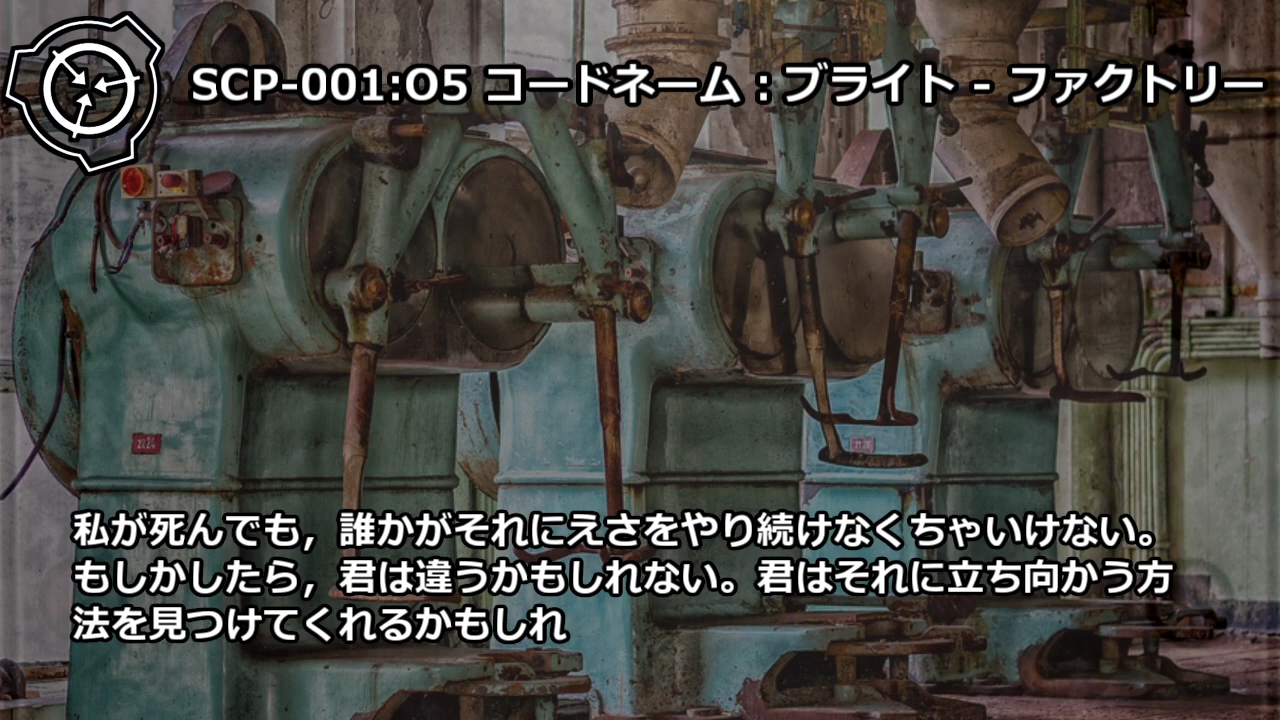 SCP-001:O5 コードネーム：ブライト - ファクトリー
私が死んでも，誰かがそれにえさをやり続けなくちゃいけない。
もしかしたら，君は違うかもしれない。君はそれに立ち向かう方
法を見つけてくれるかもしれ